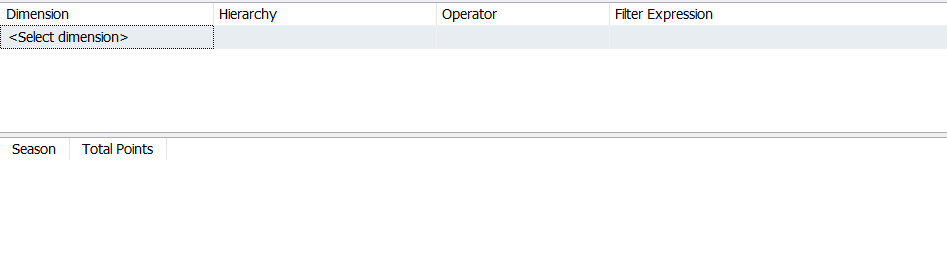 Dimension Hierarchy Operator Filter Expression
<Select dimension>
Season Total Points